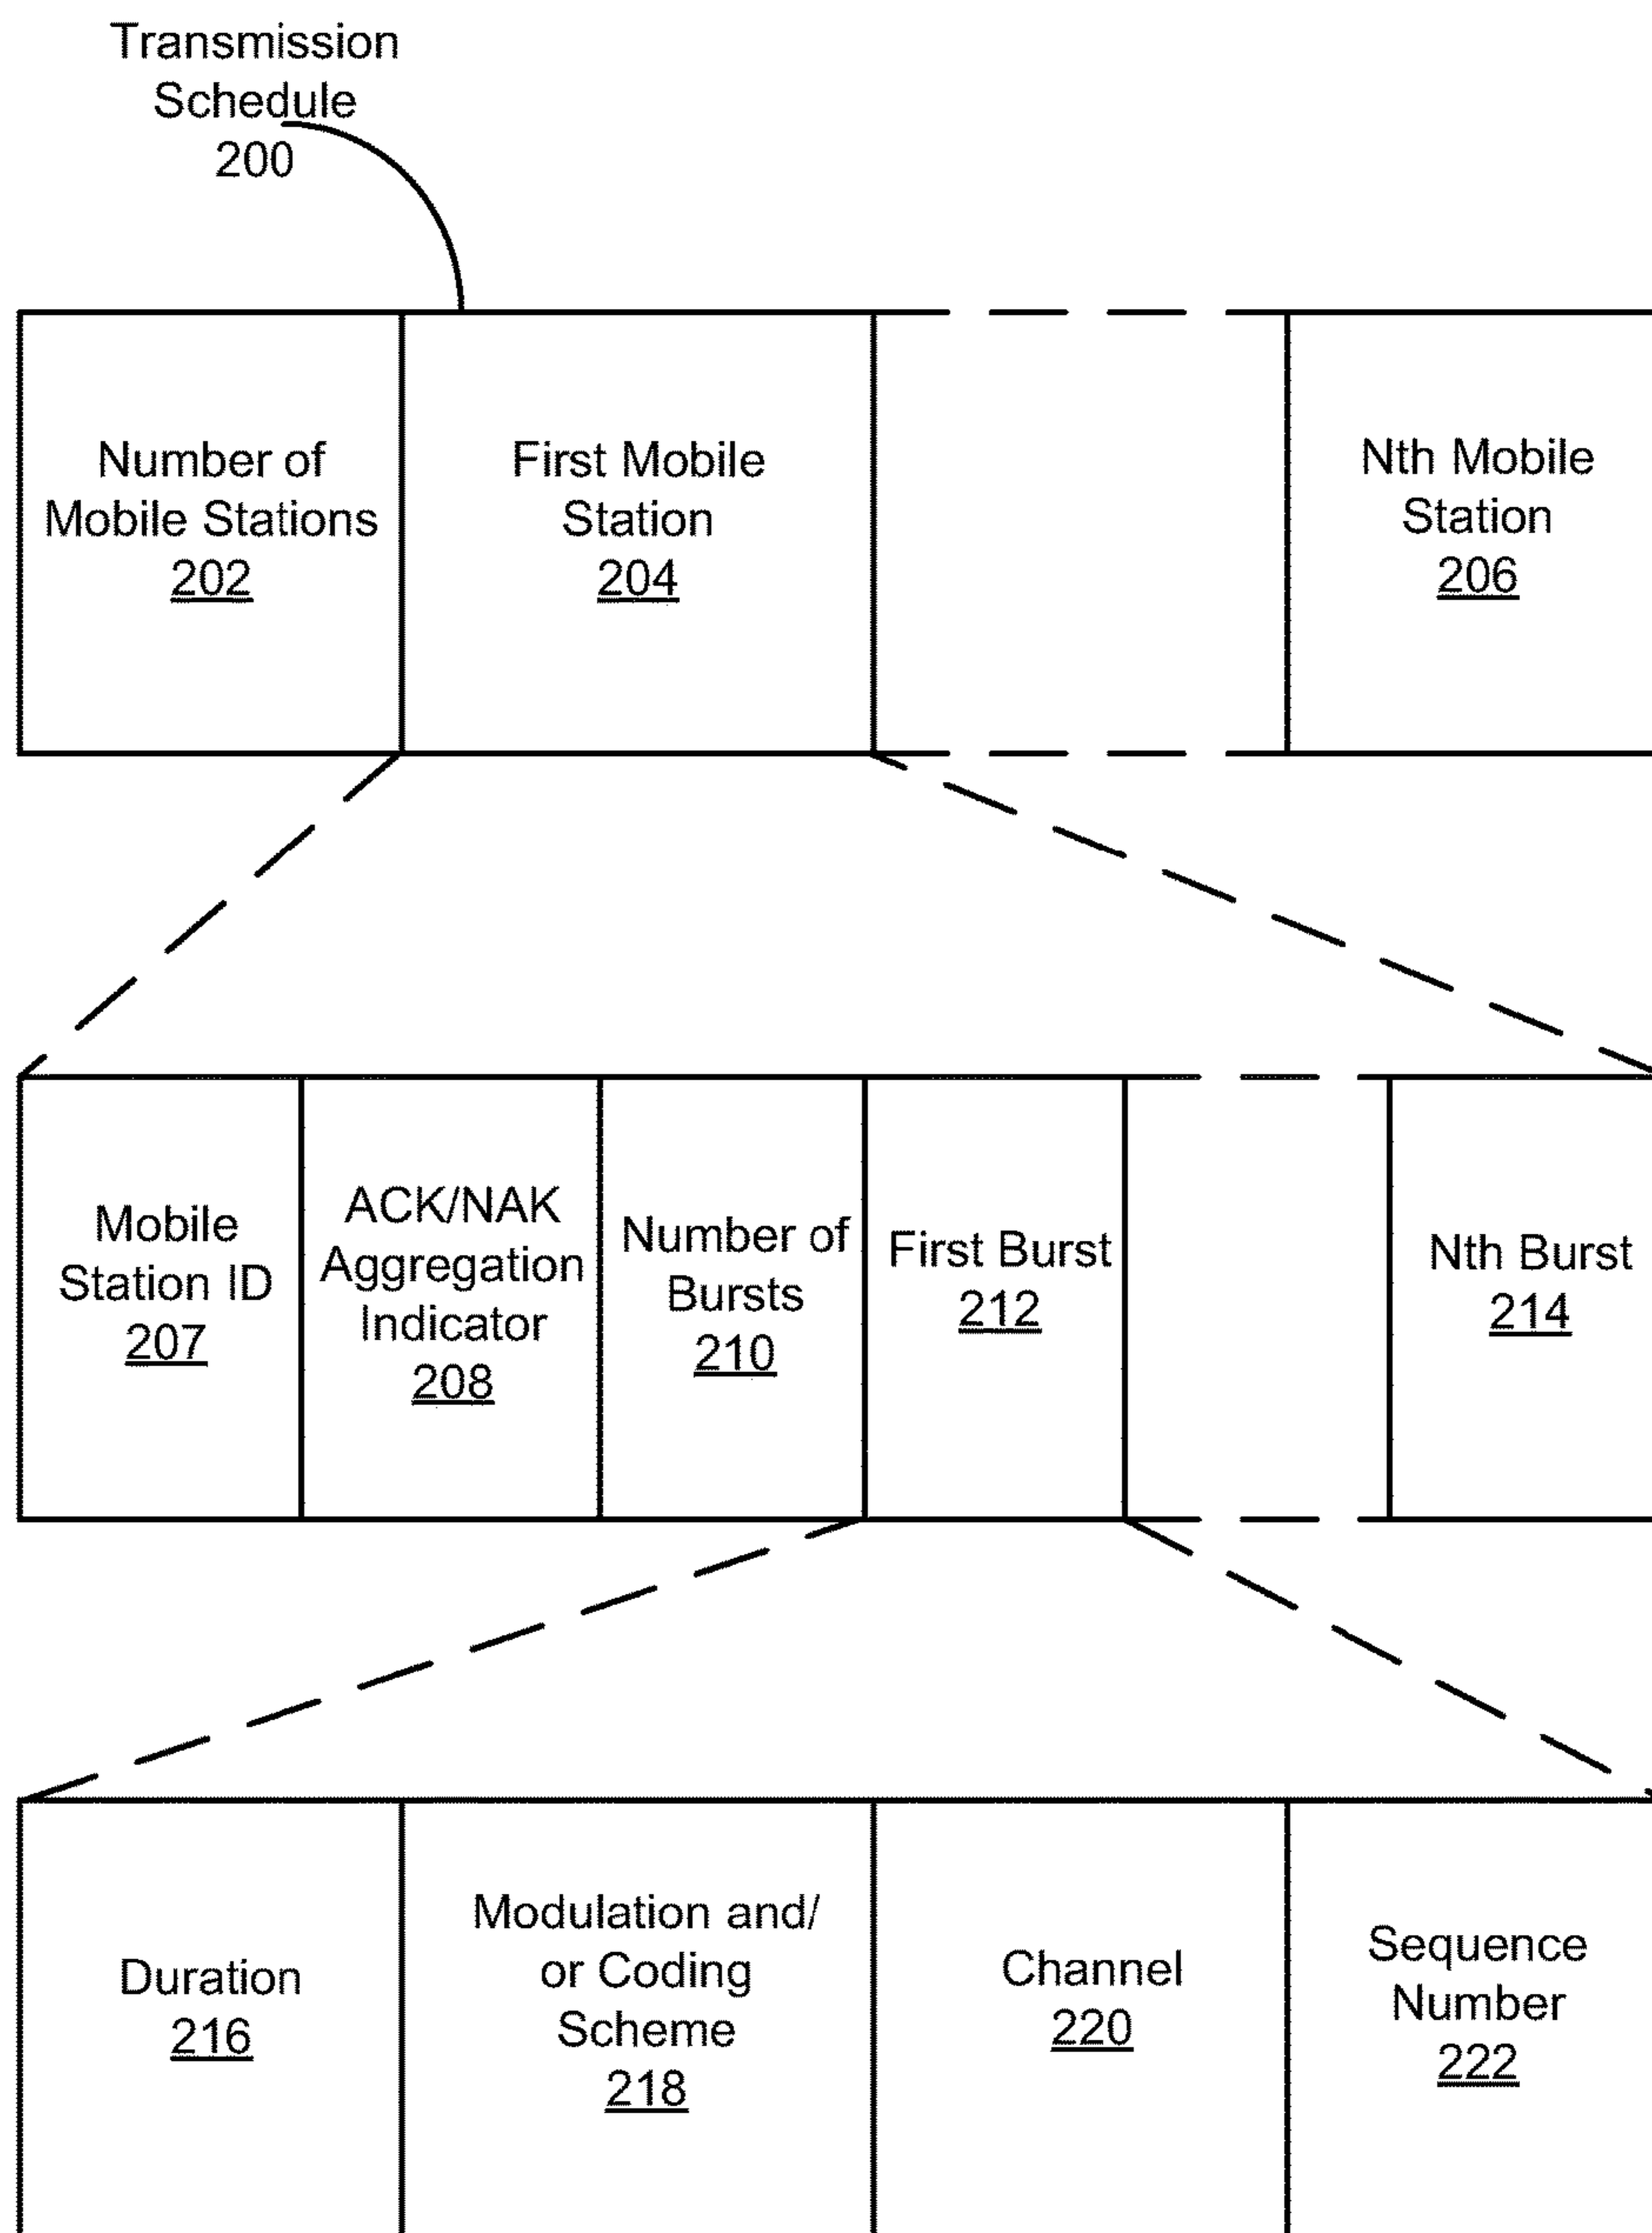 Transmission
Schedule
200
Number of
Mobile Stations
202
First Mobile
Station
204
Nth Mobile
Station
206
Mobile
Station ID
207
ACK/NAK
Aggregation
Indicator
208
Number of
Bursts
210
First Burst
212
Nth Burst
214
Duration
216
Modulation and/
or Coding
Scheme
218
Channel
220
Sequence
Number
222